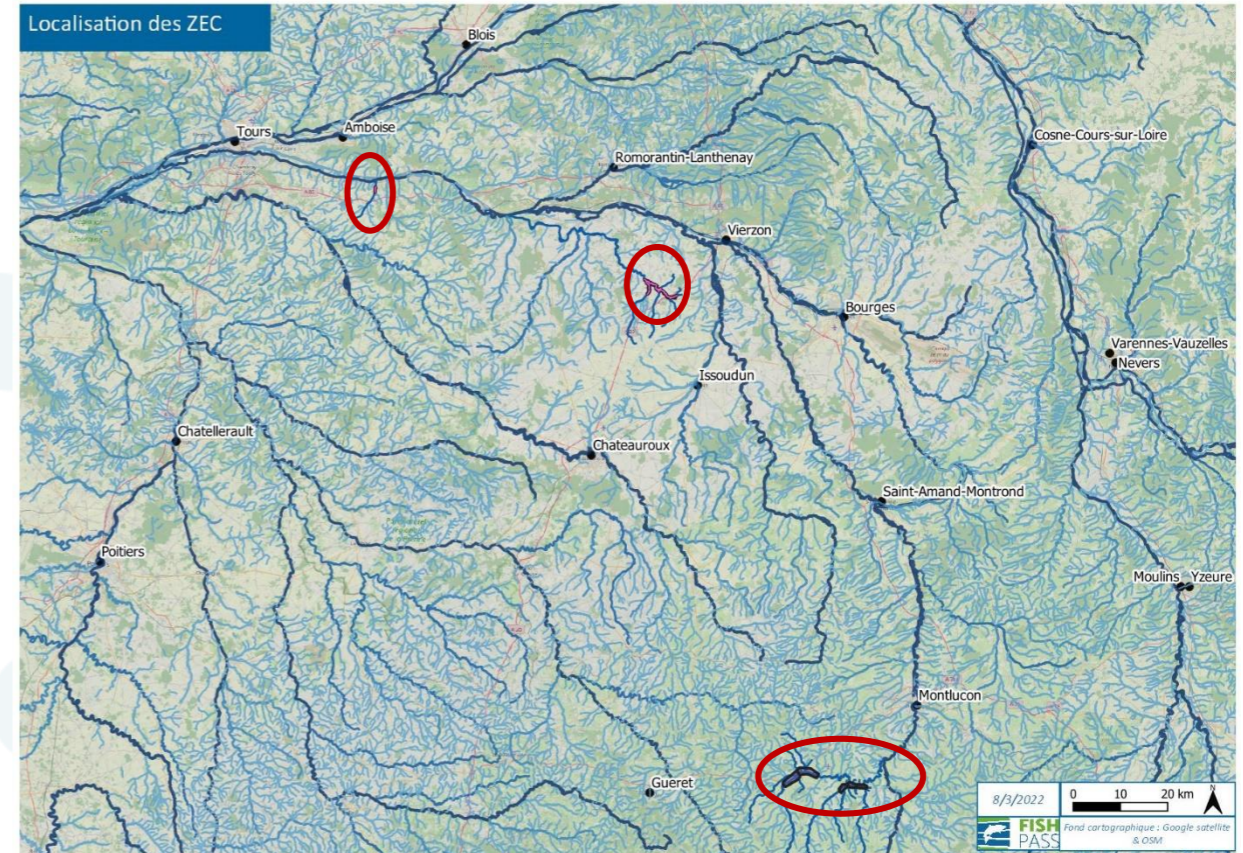 Localisation des ZEC
Blois
Tours
Amboise
Cosne-Cours-sur-Loire
Romorantin-Lanthenay
Vierzon
Bourges
Varennes-Vauzelles
Nevers
Issoudun
Chatellerault
Chateauroux
Saint-Amand-Montrond
Poitiers
Moulins
Yzeure
Montlucon
Gueret
8/3/2022
0 10 20 km
N
FISH
PASS
Fond cartographique : Google satellite
& OSM